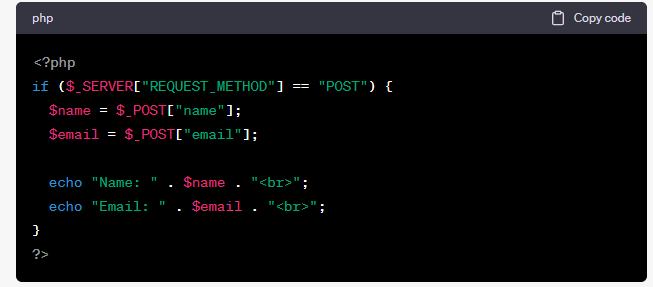 php
Copy code
<?php
if ($_SERVER["REQUEST_METHOD"] == "POST") {
  $name = $_POST["name"];
  $email = $_POST["email"];

  echo "Name: " . $name . "<br>";
  echo "Email: " . $email . "<br>";
}
?>